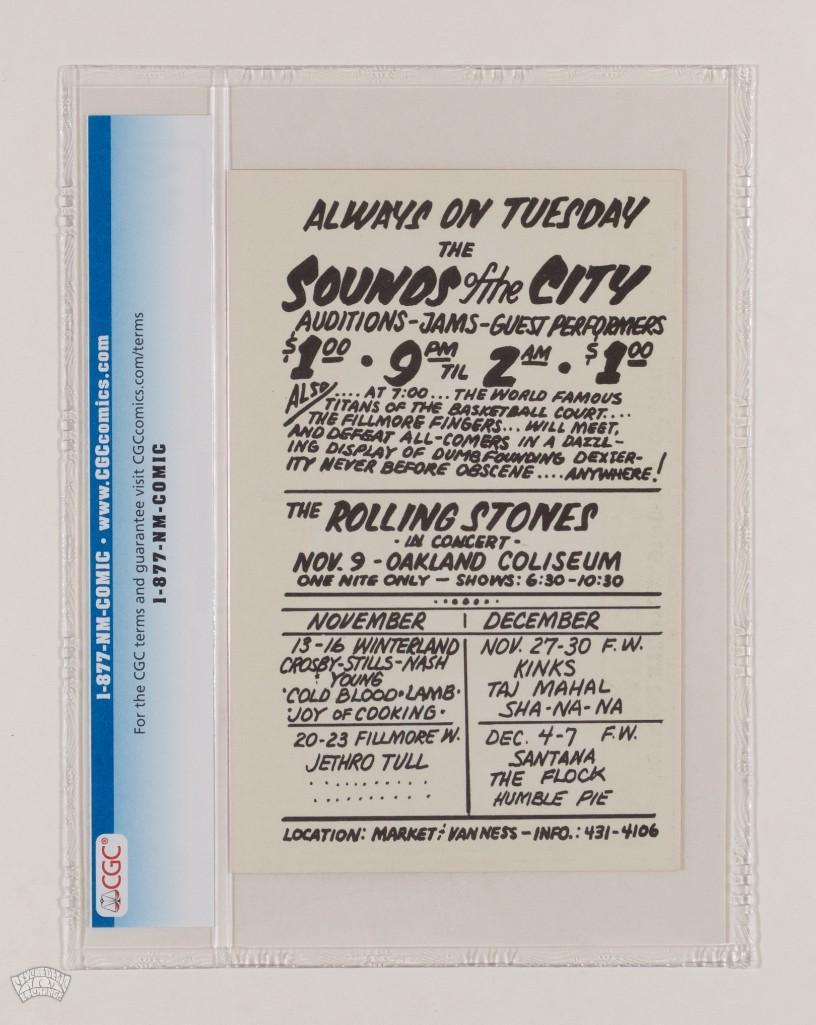 ALWAYS ON TUESDAY
THE
SOUNDS of the CITY
AUDITIONS-JAMS-GUEST PERFORMERS
$1.00 • 9 PM TIL 2 AM • $1.00
ALSO/.... AT 7:00... THE WORLD FAMOUS
TITANS OF THE BASKETBALL COURT....
THE FILLMORE FINGERS... WILL MEET,
AND DEFEAT ALL-COMERS IN A DAZZL-
ING DISPLAY OF DUMBFOUNDING DEXTER-
ITY NEVER BEFORE OBSCENE....ANYWHERE!
THE ROLLING STONES
- IN CONCERT -
NOV. 9 - OAKLAND COLISEUM
ONE NITE ONLY — SHOWS: 6:30-10:30
NOVEMBER
13-16 WINTERLAND
CROSBY-STILLS-NASH
& YOUNG
•COLD BLOOD•LAMB•
•JOY OF COOKING•
20-23 FILLMORE W.
JETHRO TULL
DECEMBER
NOV. 27-30 F.W.
KINKS
TAJ MAHAL
SHA-NA-NA
DEC. 4-7 F.W.
SANTANA
THE FLOCK
HUMBLE PIE
LOCATION: MARKET & VAN NESS - INFO.: 431-4106
1-877-NM-COMIC • www.CGCcomics.com
For the CGC terms and guarantee visit CGCcomics.com/terms
1-877-NM-COMIC
CGC®
PSYCHEDELIC
EXCHANGE